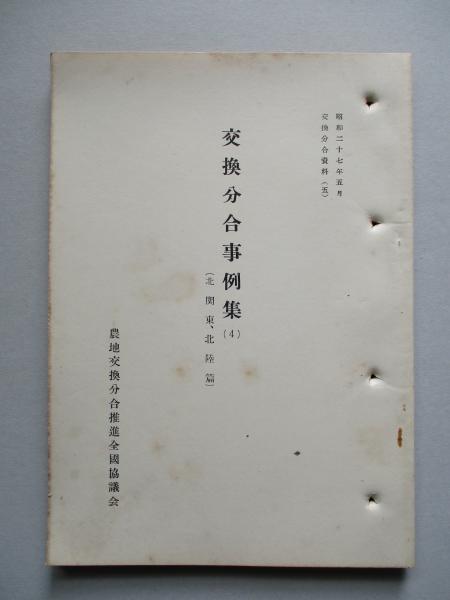 昭和二十七年五月
交換分合資料(五)
交換分合事例集(4)
(北関東、北陸篇)
農地交換分合推進全國協議会